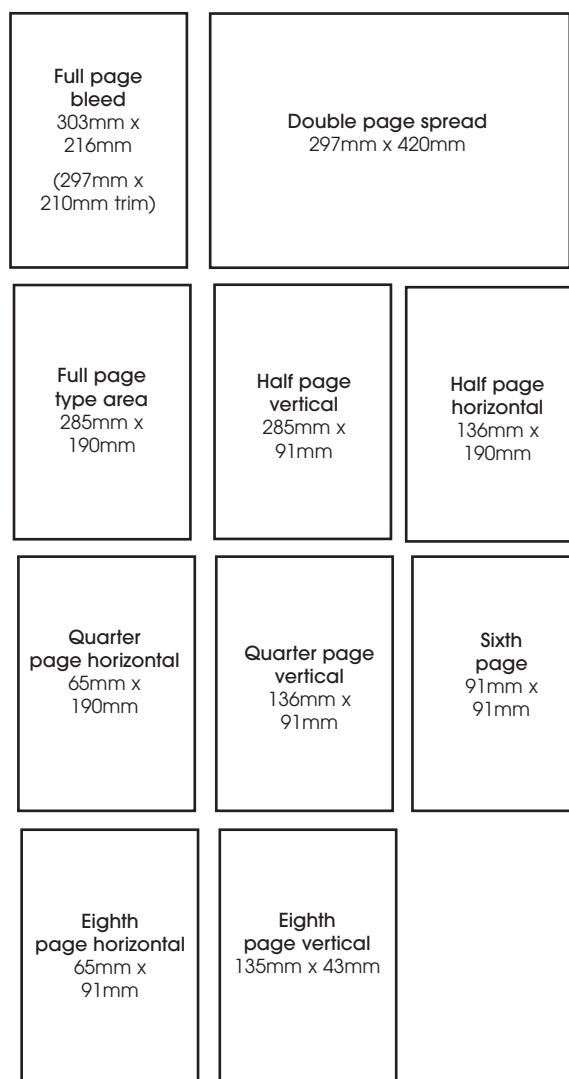 Full page
bleed
303mm x
216mm
(297mm x
210mm trim)
Double page spread
297mm x 420mm
Full page
type area
285mm x
190mm
Half page
vertical
285mm x
91mm
Half page
horizontal
136mm x
190mm
Quarter
page horizontal
65mm x
190mm
Quarter page
vertical
136mm x
91mm
Sixth
page
91mm x
91mm
Eighth
page horizontal
65mm x
91mm
Eighth
page vertical
135mm x 43mm